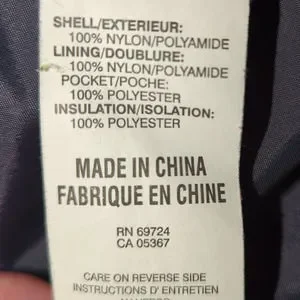 SHELL/EXTERIEUR:
100% NYLON/POLYAMIDE
LINING/DOUBLURE:
100% NYLON/POLYAMIDE
POCKET/POCHE:
100% POLYESTER
INSULATION/ISOLATION:
100% POLYESTER
MADE IN CHINA
FABRIQUE EN CHINE
RN 69724
CA 05367
CARE ON REVERSE SIDE
INSTRUCTIONS D' ENTRETIEN